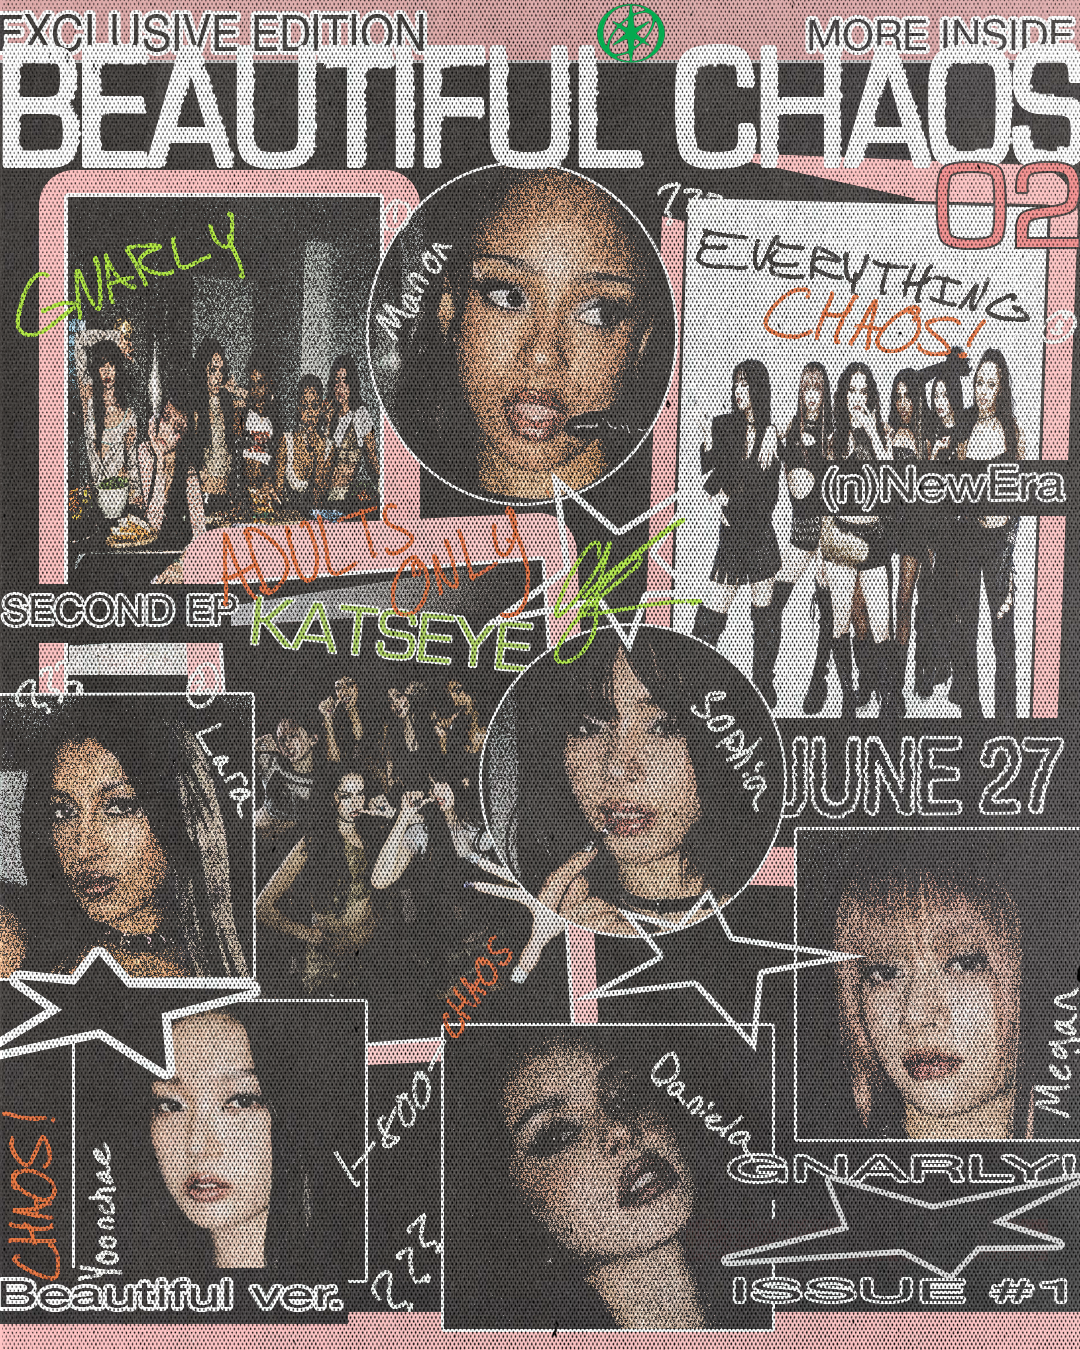 EXCLUSIVE EDITION
MORE INSIDE
BEAUTIFUL CHAOS
02
GNARLY
Manon
EVERYTHING
CHAOS!
(n)NewEra
ADULTS
ONLY
SECOND EP
KATSEYE
Lara
Sophia
JUNE 27
CHAOS
Megan
Daniela
Yoonchae
CHAOS!
GNARLY!
Beautiful ver.
ISSUE #1